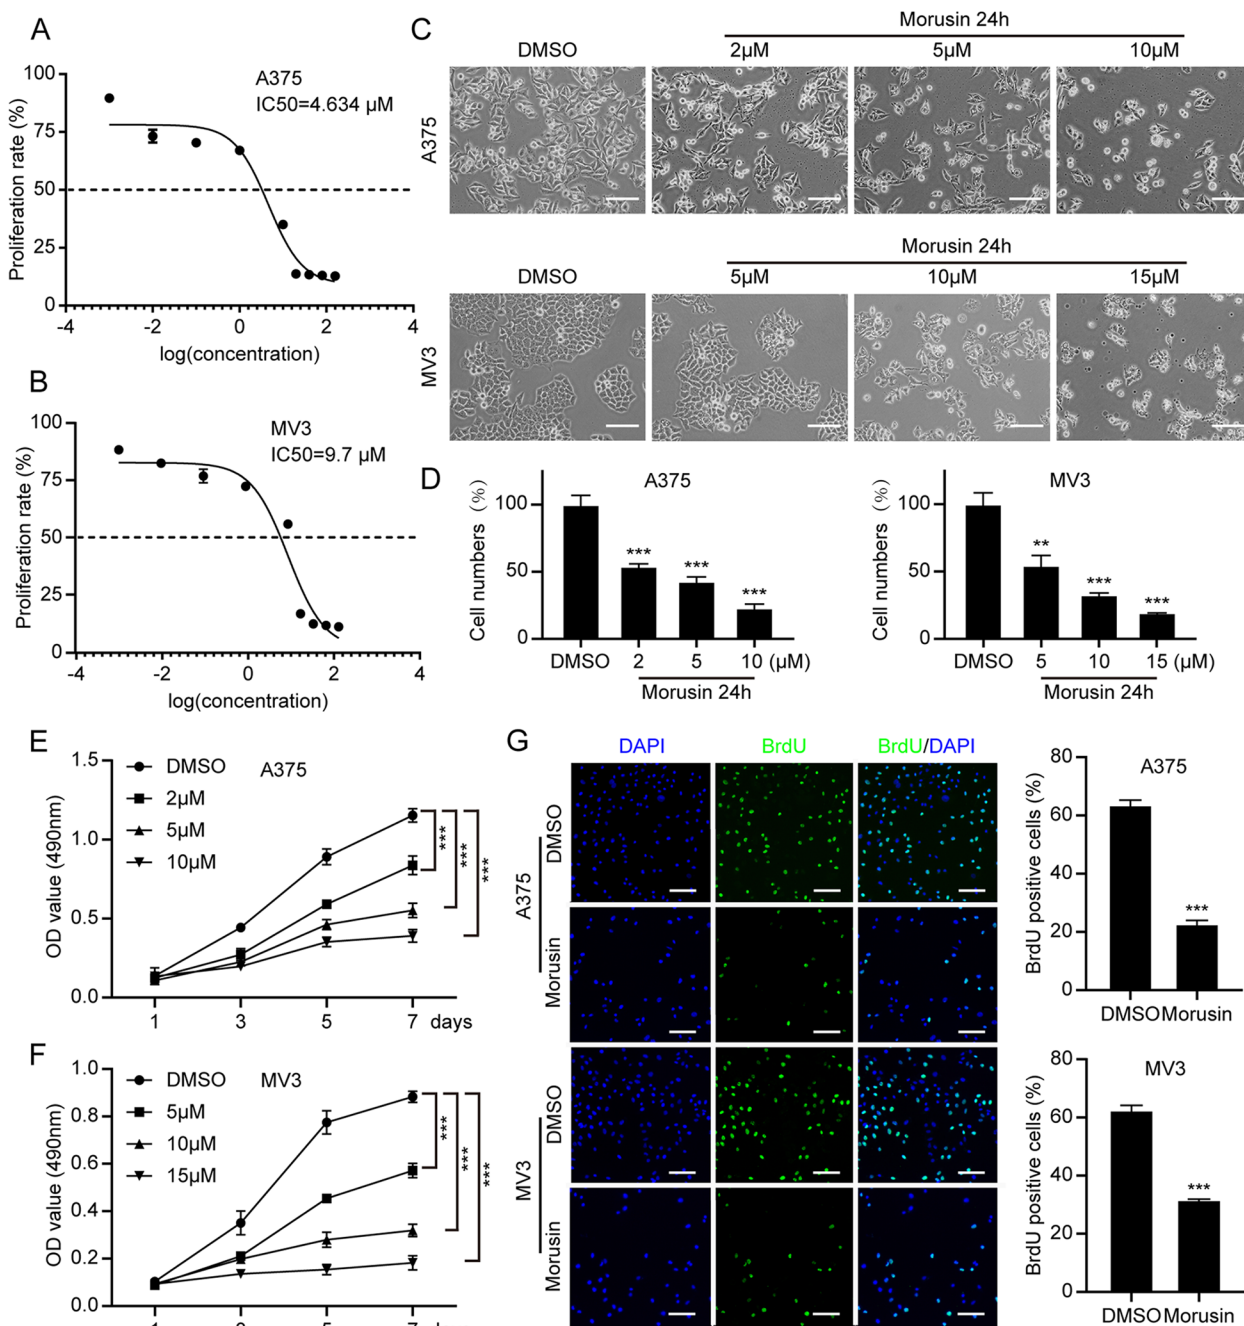 A
100
75
50
25
0
-4
-2
0
2
4
Proliferation rate (%)
log(concentration)
A375
IC50=4.634 µM
B
100
75
50
25
0
-4
-2
0
2
4
Proliferation rate (%)
log(concentration)
MV3
IC50=9.7 µM
C
Morusin 24h
DMSO
2µM
5µM
10µM
A375
Morusin 24h
DMSO
5µM
10µM
15µM
MV3
D
A375
Cell numbers (%)
100
50
0
***
***
***
DMSO
2
5
10 (µM)
Morusin 24h
MV3
Cell numbers (%)
100
50
0
**
***
***
DMSO
5
10
15 (µM)
Morusin 24h
E
A375
DMSO
2µM
5µM
10µM
OD value (490nm)
1.5
1.0
0.5
0.0
1
3
5
7
days
***
***
***
F
MV3
DMSO
5µM
10µM
15µM
OD value (490nm)
1.0
0.8
0.6
0.4
0.2
0.0
***
***
***
G
DAPI
BrdU
BrdU/DAPI
A375
DMSO
Morusin
MV3
DMSO
Morusin
A375
BrdU positive cells (%)
80
60
40
20
0
***
DMSO Morusin
MV3
BrdU positive cells (%)
80
60
40
20
0
***
DMSO Morusin